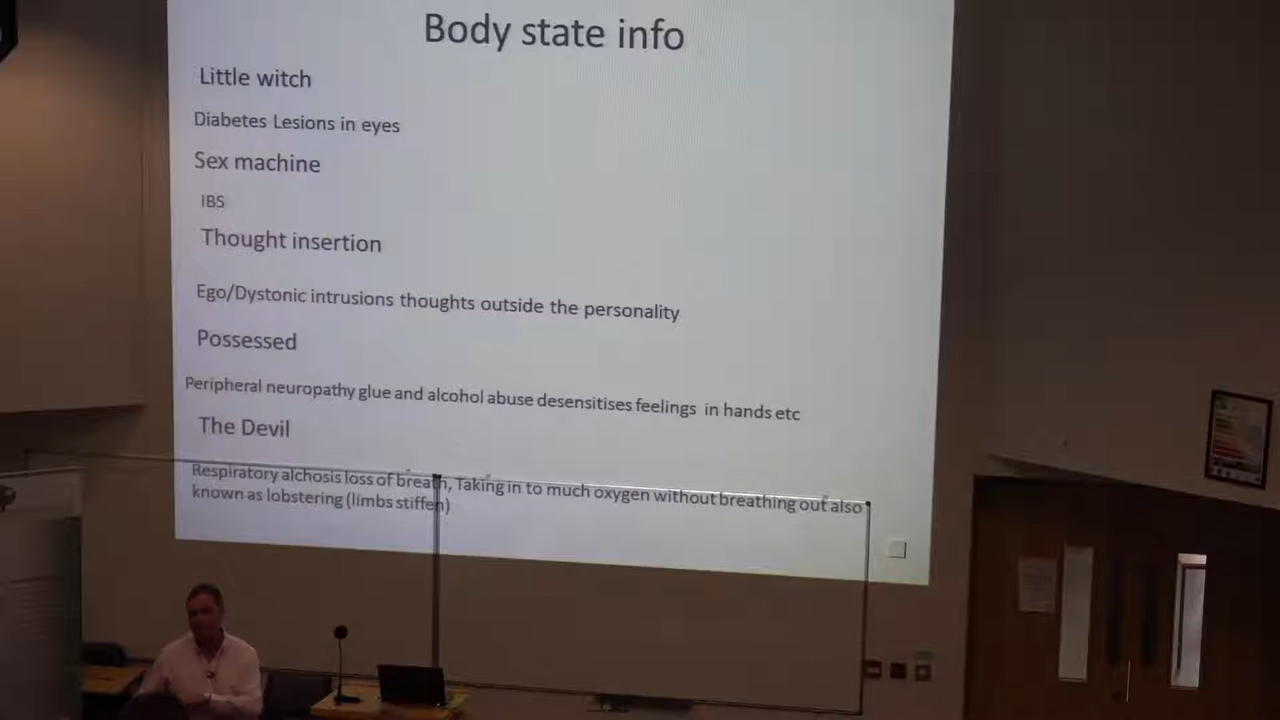 Body state info
Little witch
Diabetes Lesions in eyes
Sex machine
IBS
Thought insertion
Ego/Dystonic intrusions thoughts outside the personality
Possessed
Peripheral neuropathy glue and alcohol abuse desensitises feelings in hands etc
The Devil
Respiratory alchosis loss of breath, Taking in to much oxygen without breathing out also
known as lobstering (limbs stiffen)